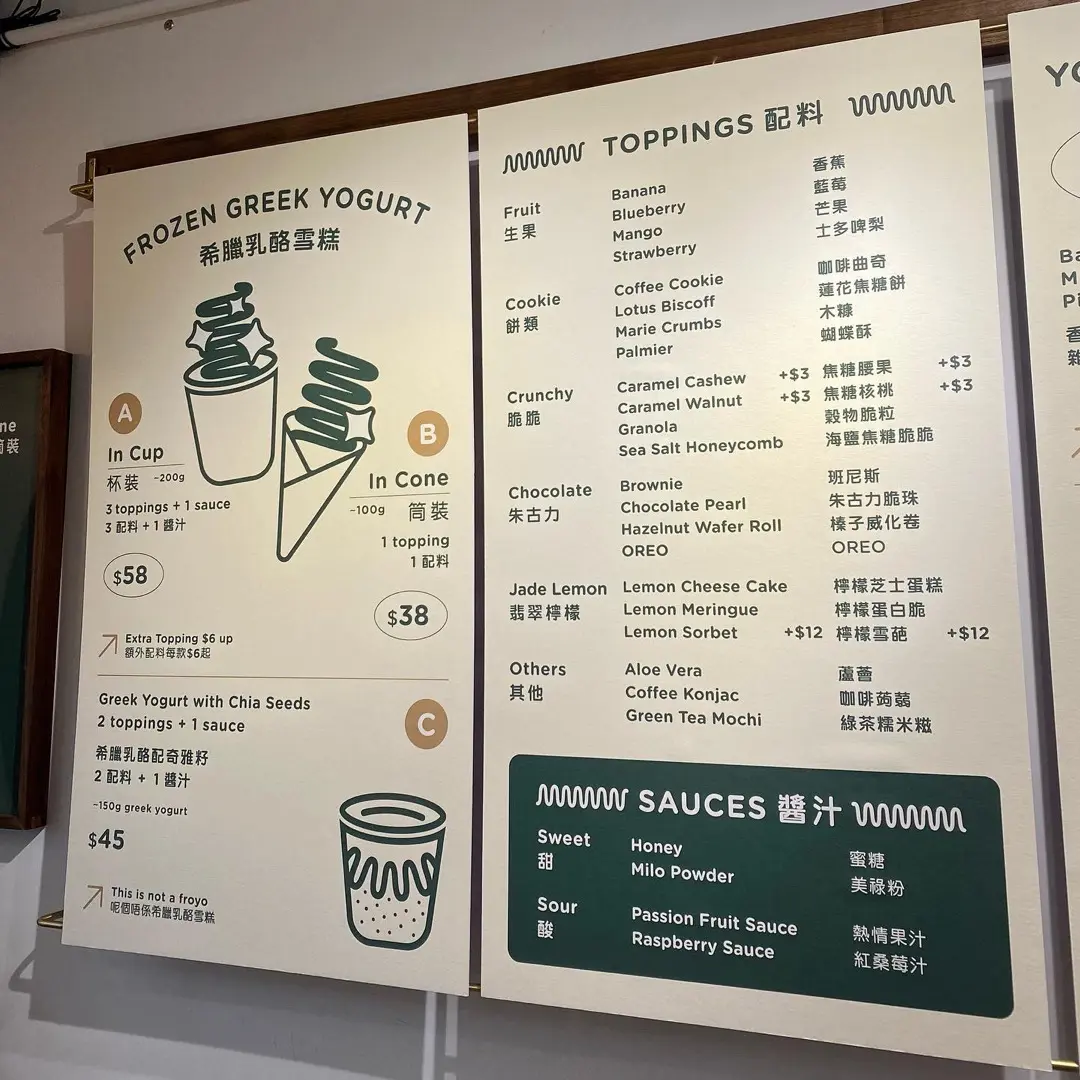 ne
筒裝
FROZEN GREEK YOGURT
希臘乳酪雪糕
A
In Cup
杯裝 ~200g
3 toppings + 1 sauce
3 配料 + 1 醬汁
$58
B
In Cone
~100g 筒裝
1 topping
1 配料
$38
Extra Topping $6 up
額外配料每款$6起
Greek Yogurt with Chia Seeds
2 toppings + 1 sauce
C
希臘乳酪配奇雅籽
2 配料 + 1 醬汁
~150g greek yogurt
$45
This is not a froyo
呢個唔係希臘乳酪雪糕
TOPPINGS 配料
Fruit
生果
Banana 香蕉
Blueberry 藍莓
Mango 芒果
Strawberry 士多啤梨
Cookie
餅類
Coffee Cookie 咖啡曲奇
Lotus Biscoff 蓮花焦糖餅
Marie Crumbs 木糠
Palmier 蝴蝶酥
Crunchy
脆脆
Caramel Cashew +$3 焦糖腰果 +$3
Caramel Walnut +$3 焦糖核桃 +$3
Granola 穀物脆粒
Sea Salt Honeycomb 海鹽焦糖脆脆
Chocolate
朱古力
Brownie 班尼斯
Chocolate Pearl 朱古力脆珠
Hazelnut Wafer Roll 榛子威化卷
OREO OREO
Jade Lemon
翡翠檸檬
Lemon Cheese Cake 檸檬芝士蛋糕
Lemon Meringue 檸檬蛋白脆
Lemon Sorbet +$12 檸檬雪葩 +$12
Others
其他
Aloe Vera 蘆薈
Coffee Konjac 咖啡蒟蒻
Green Tea Mochi 綠茶糯米糍
SAUCES 醬汁
Sweet
甜
Honey 蜜糖
Milo Powder 美祿粉
Sour
酸
Passion Fruit Sauce 熱情果汁
Raspberry Sauce 紅桑莓汁
YO
Ba
M
Pi
香